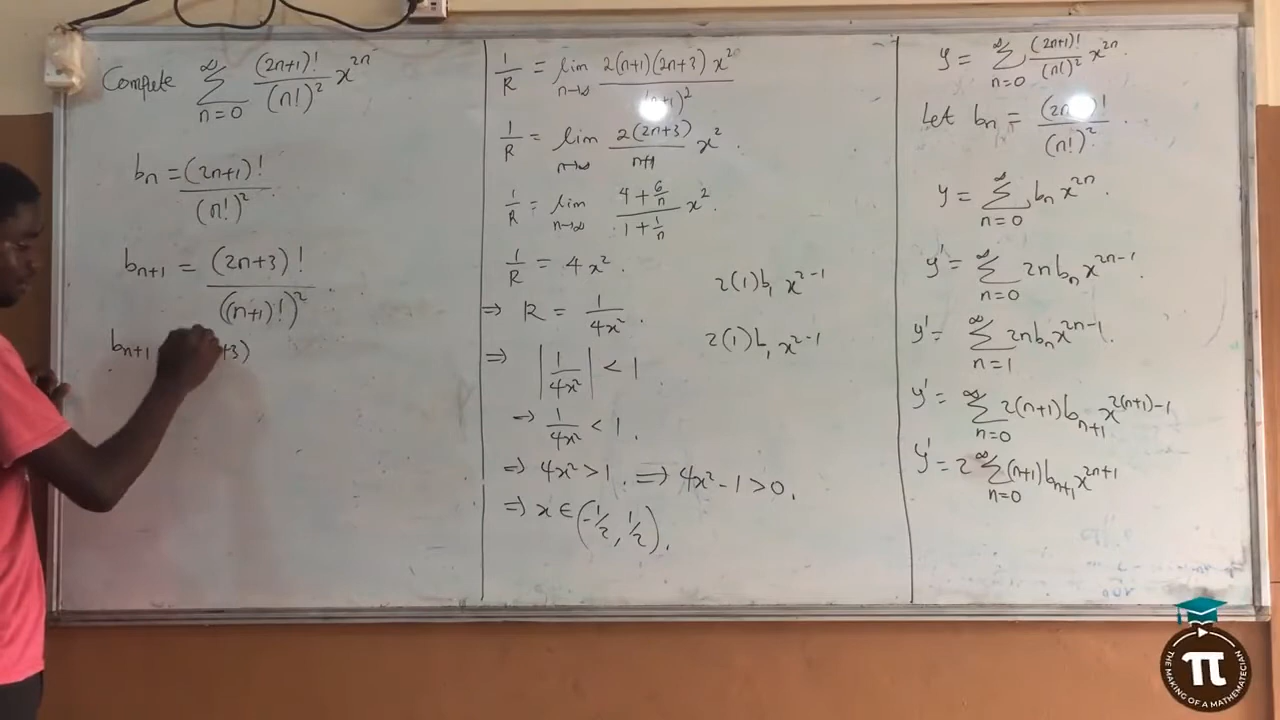 Compute ∑_{n=0}^{∞} (2n+1)!/(n!)² x^{2n}
b_n = (2n+1)!/(n!)².
b_{n+1} = (2n+3)!/((n+1)!)².
b_{n+1} +3)
1/R = lim_{n→∞} 2(n+1)(2n+3)x²/(n+1)²
1/R = lim_{n→∞} 2(2n+3)/(n+1) x².
1/R = lim_{n→∞} (4+6/n)/(1+1/n) x².
1/R = 4x².
⇒ R = 1/4x².
⇒ |1/4x²| < 1
⇒ 1/4x² < 1.
⇒ 4x² > 1. ⇒ 4x² - 1 > 0.
⇒ x ∈ (-1/2, 1/2).
2(1)b₁ x^{2-1}
2(1)b₁ x^{2-1}
y = ∑_{n=0}^{∞} (2n+1)!/(n!)² x^{2n}.
Let b_n = (2n !/(n!)².
y = ∑_{n=0}^{∞} b_n x^{2n}.
y' = ∑_{n=0}^{∞} 2n b_n x^{2n-1}.
y' = ∑_{n=1}^{∞} 2n b_n x^{2n-1}.
y' = ∑_{n=0}^{∞} 2(n+1) b_{n+1} x^{2(n+1)-1}
y' = 2 ∑_{n=0}^{∞} (n+1) b_{n+1} x^{2n+1}
π
THE MAKING OF A MATHEMATECIAN